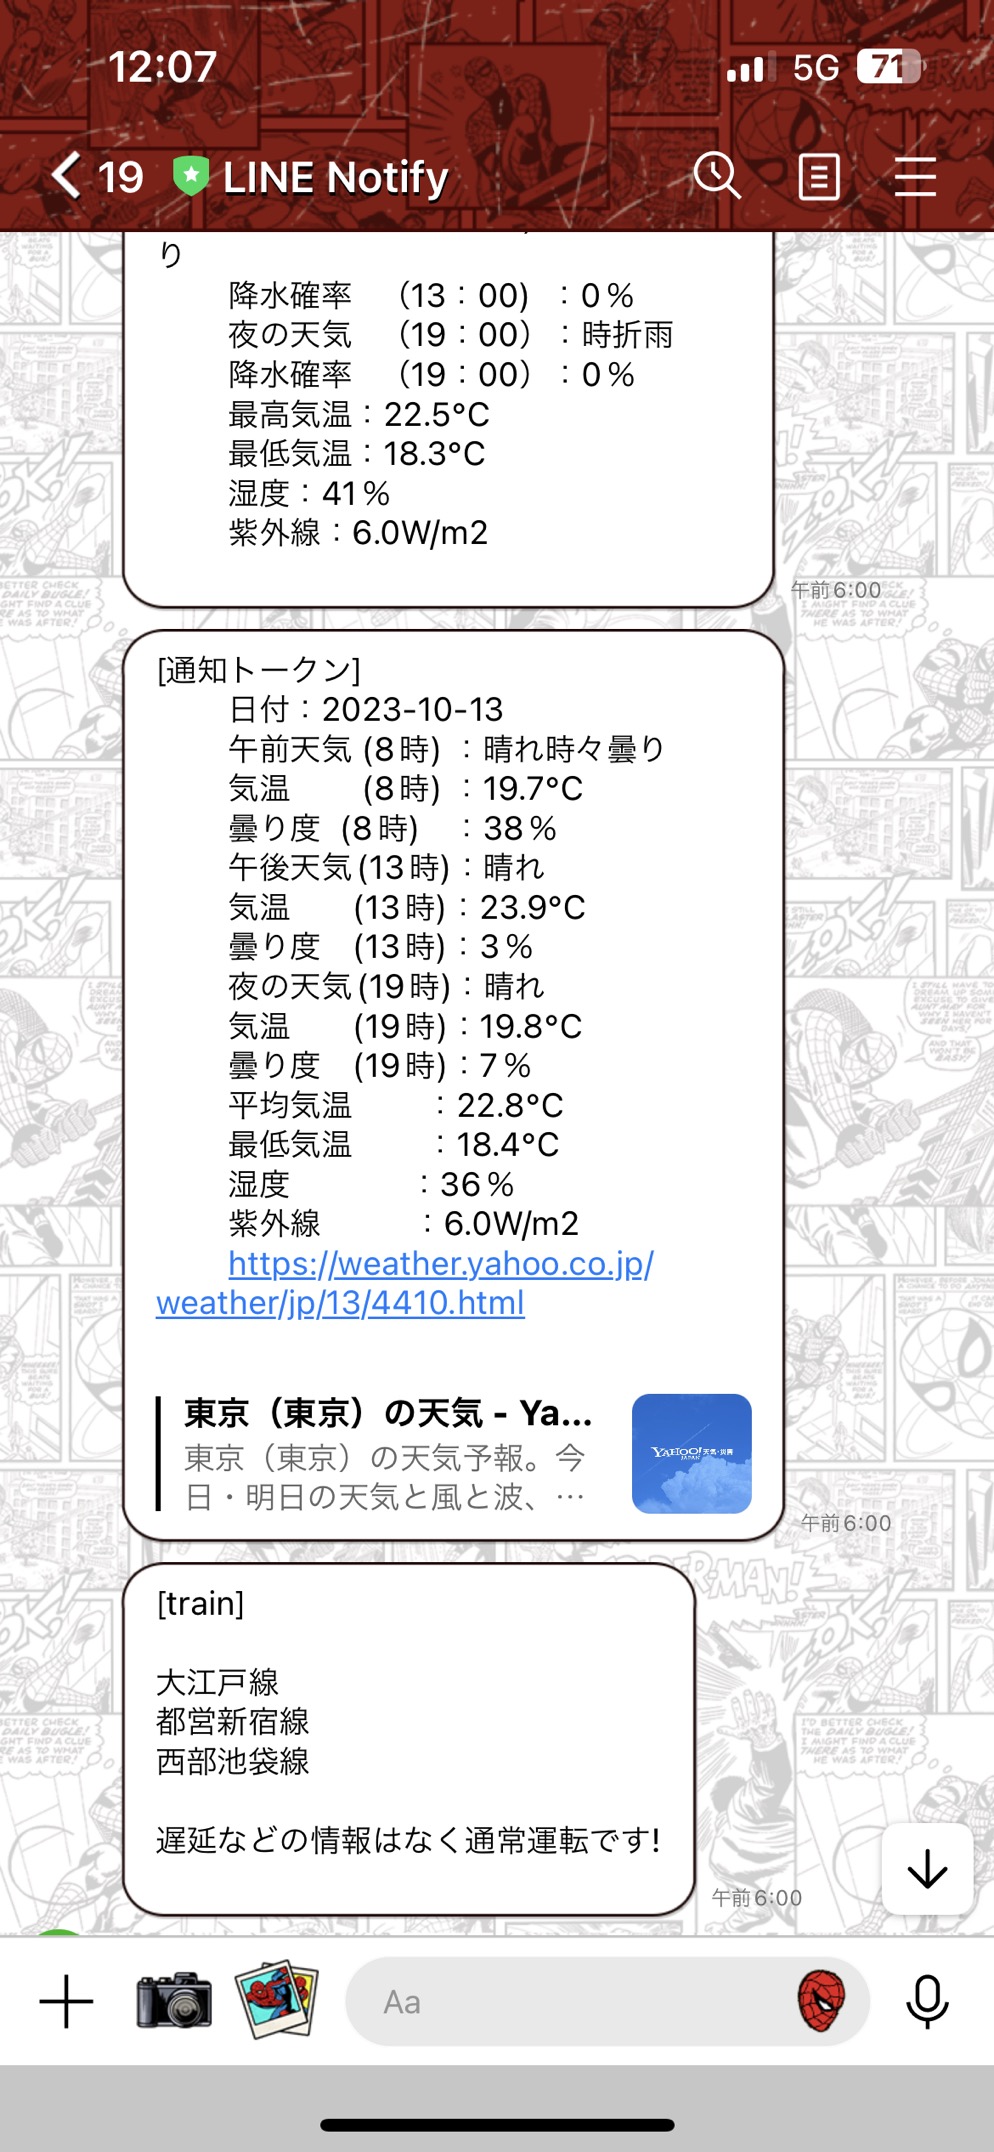 12:07
5G
71
19
LINE Notify
り
降水確率　（13：00）：0％
夜の天気　（19：00）：時折雨
降水確率　（19：00）：0％
最高気温：22.5°C
最低気温：18.3°C
湿度：41％
紫外線：6.0W/m2
午前6:00
[通知トークン]
日付：2023-10-13
午前天気 (8時) ：晴れ時々曇り
気温 (8時) ：19.7°C
曇り度 (8時) ：38％
午後天気(13時)：晴れ
気温 (13時)：23.9°C
曇り度 (13時)：3％
夜の天気(19時)：晴れ
気温 (19時)：19.8°C
曇り度 (19時)：7％
平均気温 ：22.8°C
最低気温 ：18.4°C
湿度 ：36％
紫外線 ：6.0W/m2
https://weather.yahoo.co.jp/
weather/jp/13/4410.html
東京（東京）の天気 - Ya...
東京（東京）の天気予報。今
日・明日の天気と風と波、…
YAHOO!天気・災害
JAPAN
午前6:00
[train]
大江戸線
都営新宿線
西部池袋線
遅延などの情報はなく通常運転です!
午前6:00
Aa